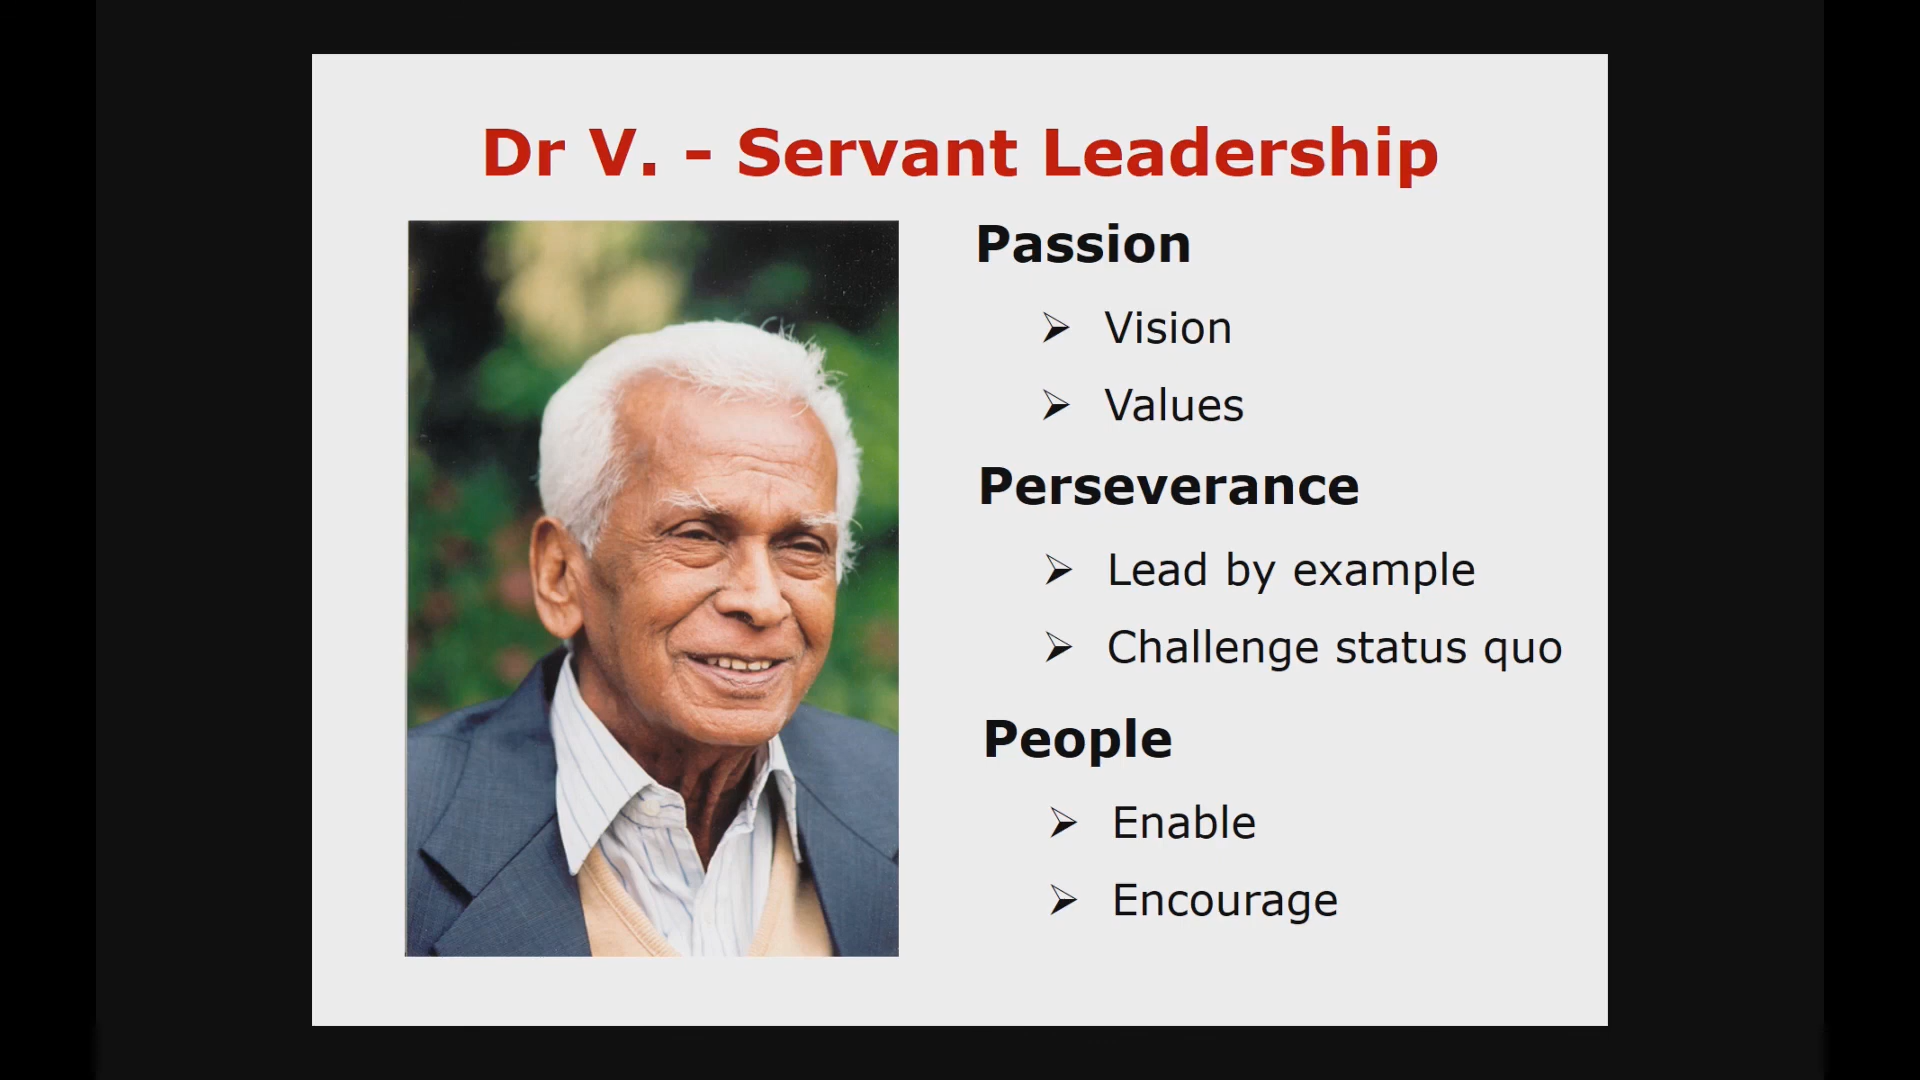 Dr V. - Servant Leadership
Passion
➢ Vision
➢ Values
Perseverance
➢ Lead by example
➢ Challenge status quo
People
➢ Enable
➢ Encourage